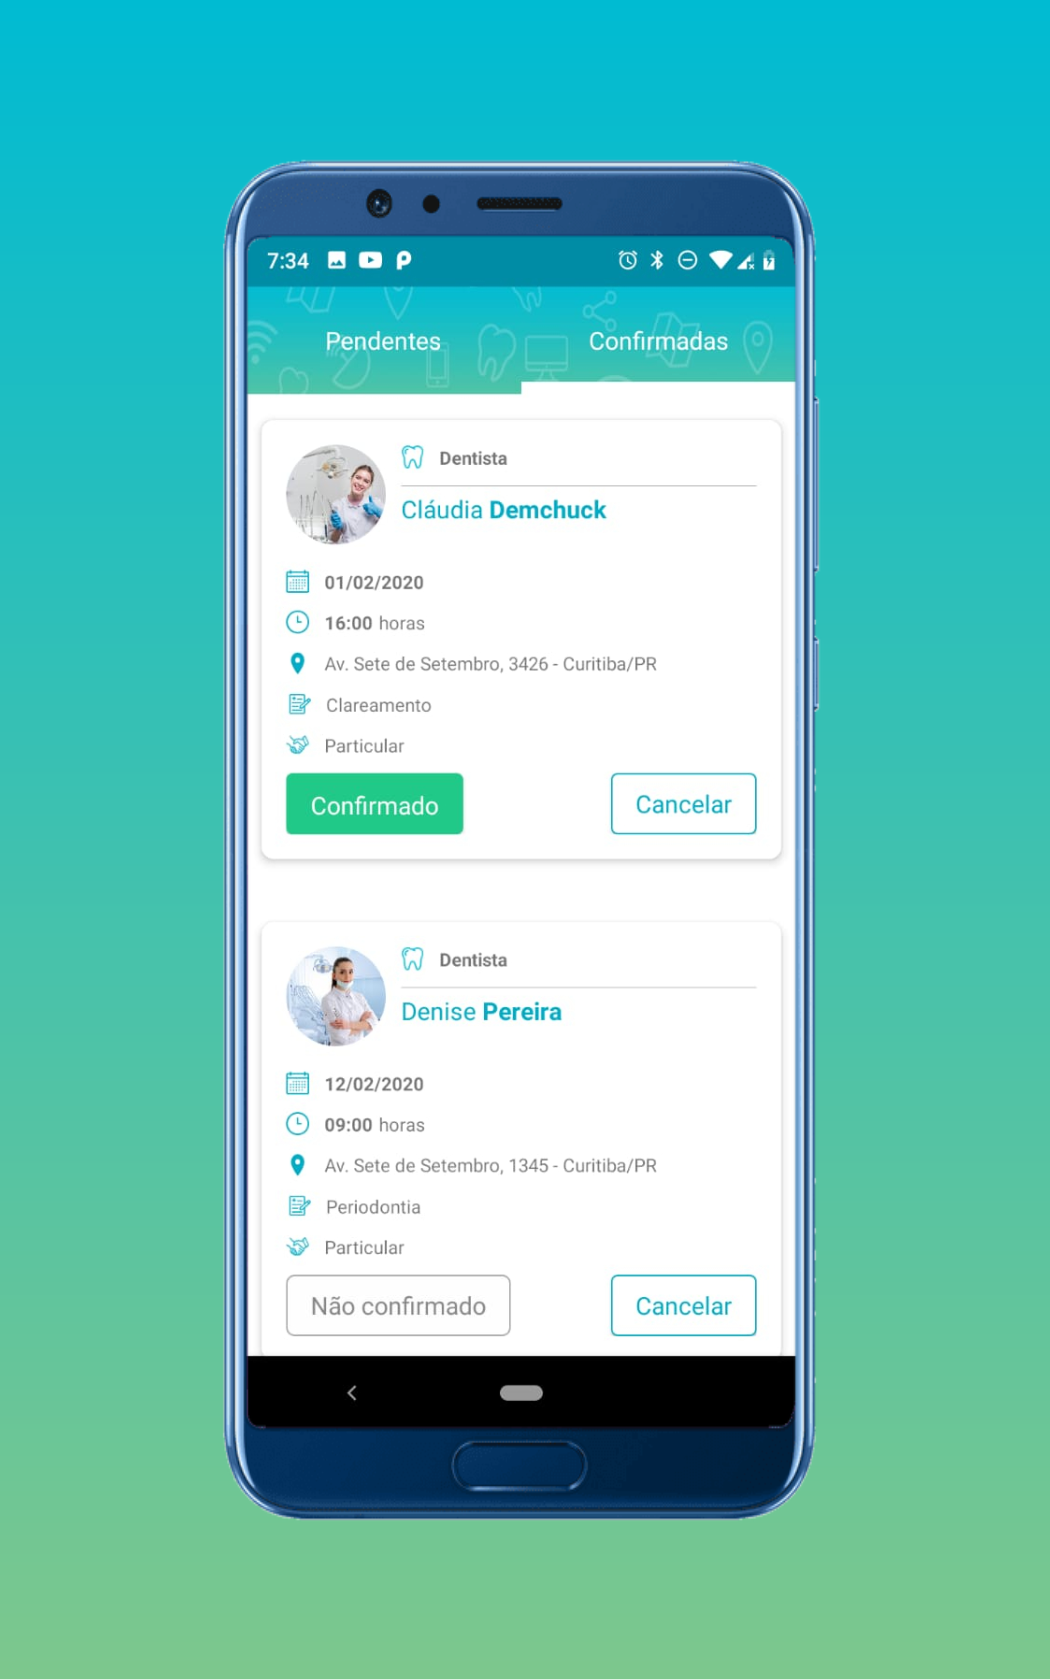 7:34
Pendentes Confirmadas
Dentista
Cláudia Demchuck
01/02/2020
16:00 horas
Av. Sete de Setembro, 3426 - Curitiba/PR
Clareamento
Particular
Confirmado Cancelar
Dentista
Denise Pereira
12/02/2020
09:00 horas
Av. Sete de Setembro, 1345 - Curitiba/PR
Periodontia
Particular
Não confirmado Cancelar